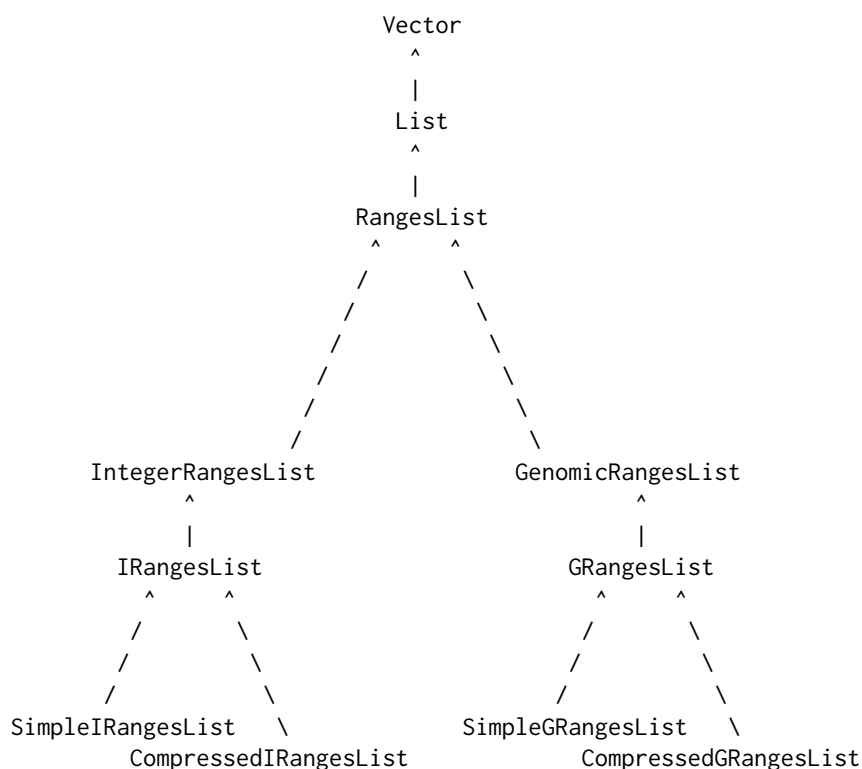 Vector
^
|
List
^
|
RangesList
^ ^
/ \
/ \
/ \
/ \
/ \
/ \
/ \
/ \
IntegerRangesList GenomicRangesList
^ ^
| |
IRangesList GRangesList
^ ^ ^ ^
/ \ / \
/ \ / \
/ \ / \
SimpleIRangesList \ SimpleGRangesList \
CompressedIRangesList CompressedGRangesList